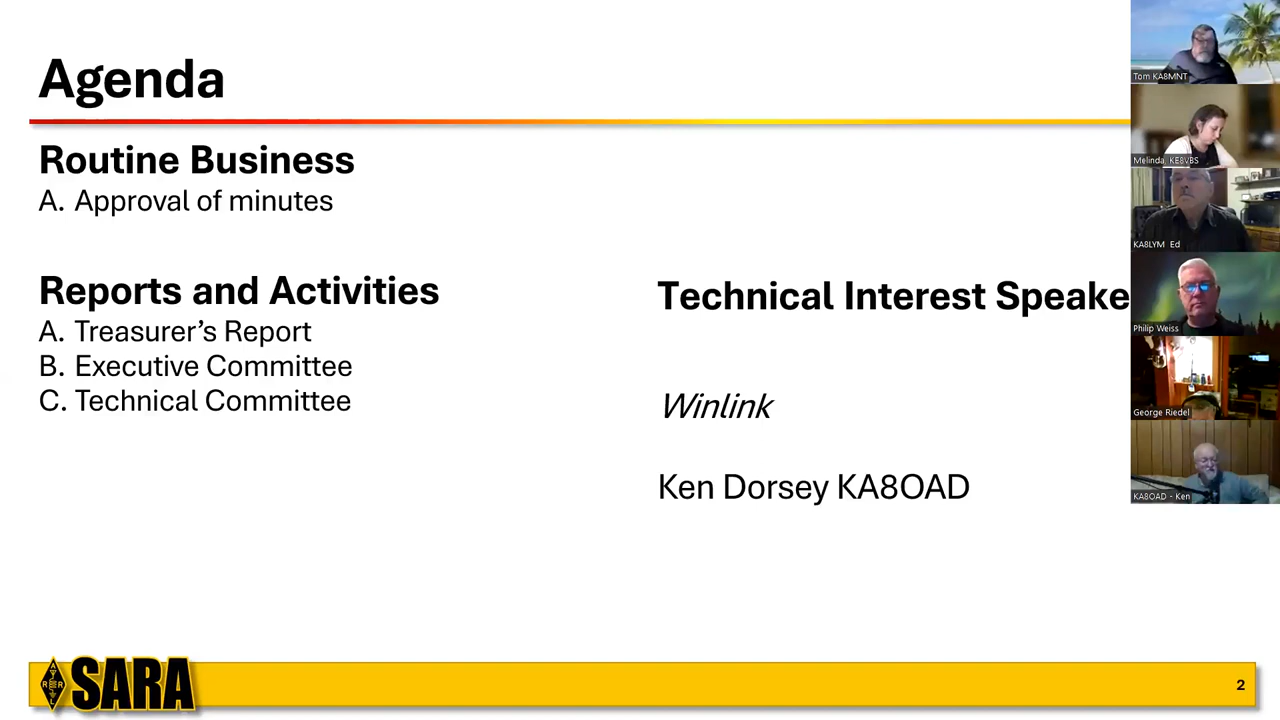 Agenda
Routine Business
A. Approval of minutes
Reports and Activities
A. Treasurer’s Report
B. Executive Committee
C. Technical Committee
Technical Interest Speake
Winlink
Ken Dorsey KA8OAD
Tom KA8MNT
Melinda, KE8VBS
KA8LYM Ed
Philip Weiss
George Riedel
KA8OAD - Ken
SARA
2